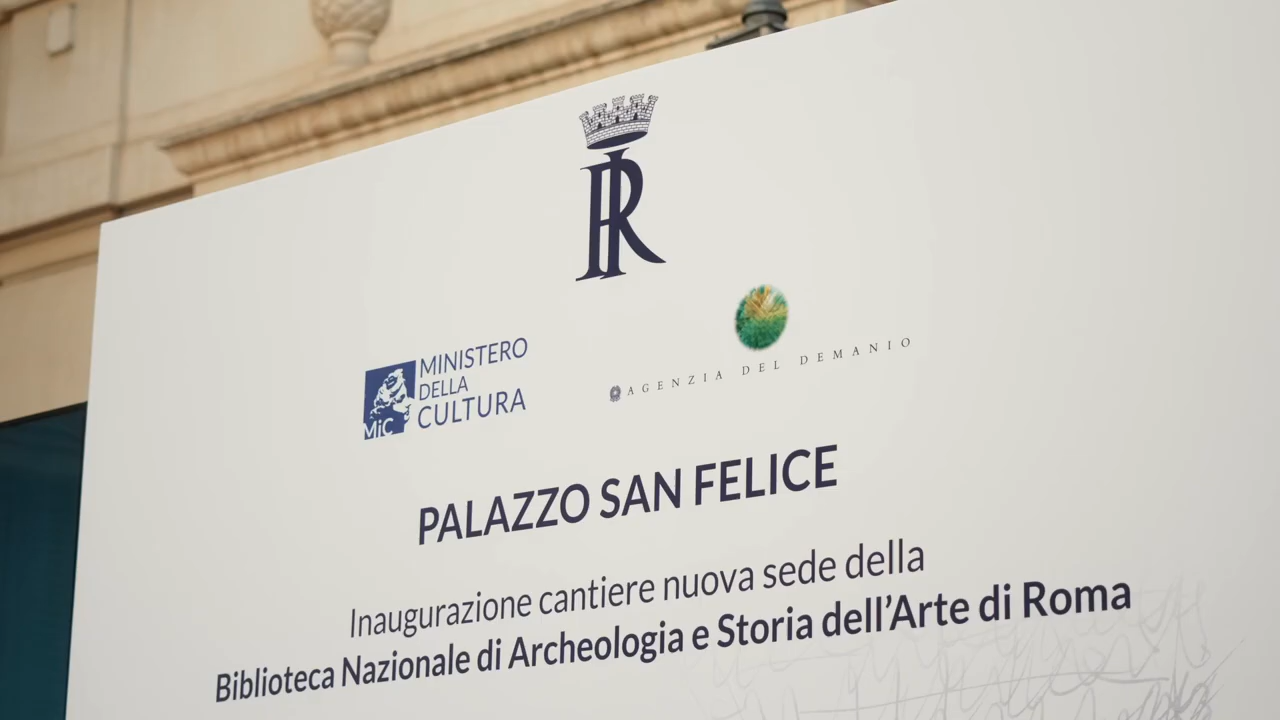 MINISTERO
DELLA
CULTURA
MiC
AGENZIA DEL DEMANIO
PALAZZO SAN FELICE
Inaugurazione cantiere nuova sede della
Biblioteca Nazionale di Archeologia e Storia dell'Arte di Roma